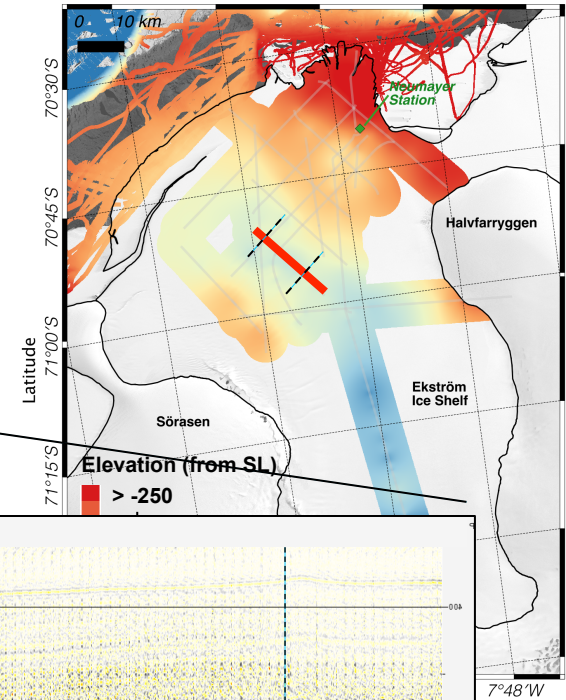 0 10 km
70°30'S
Neumayer
Station
70°45'S
Halvfarryggen
71°00'S
Latitude
Ekström
Ice Shelf
Sörasen
71°15'S
Elevation (from SL)
> -250
400
7°48'W